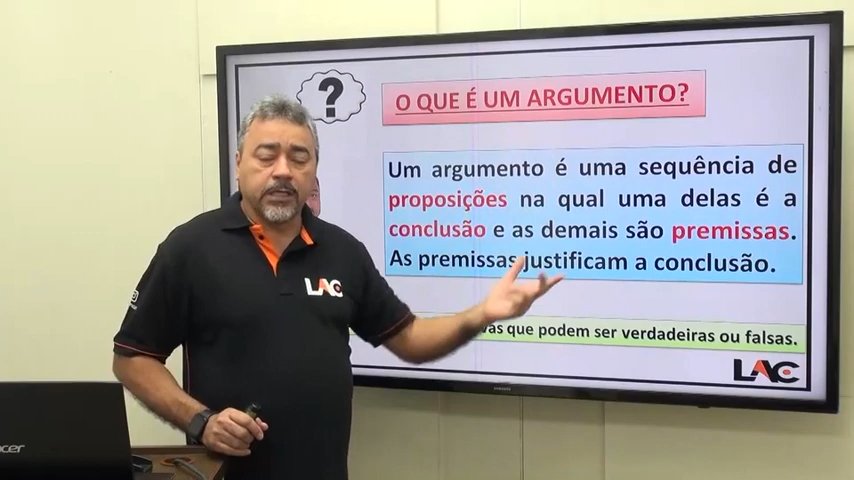 ?
O QUE É UM ARGUMENTO?
Um argumento é uma sequência de
proposições na qual uma delas é a
conclusão e as demais são premissas.
As premissas justificam a conclusão.
que podem ser verdadeiras ou falsas.
LAC
LAC
SAMSUNG
acer